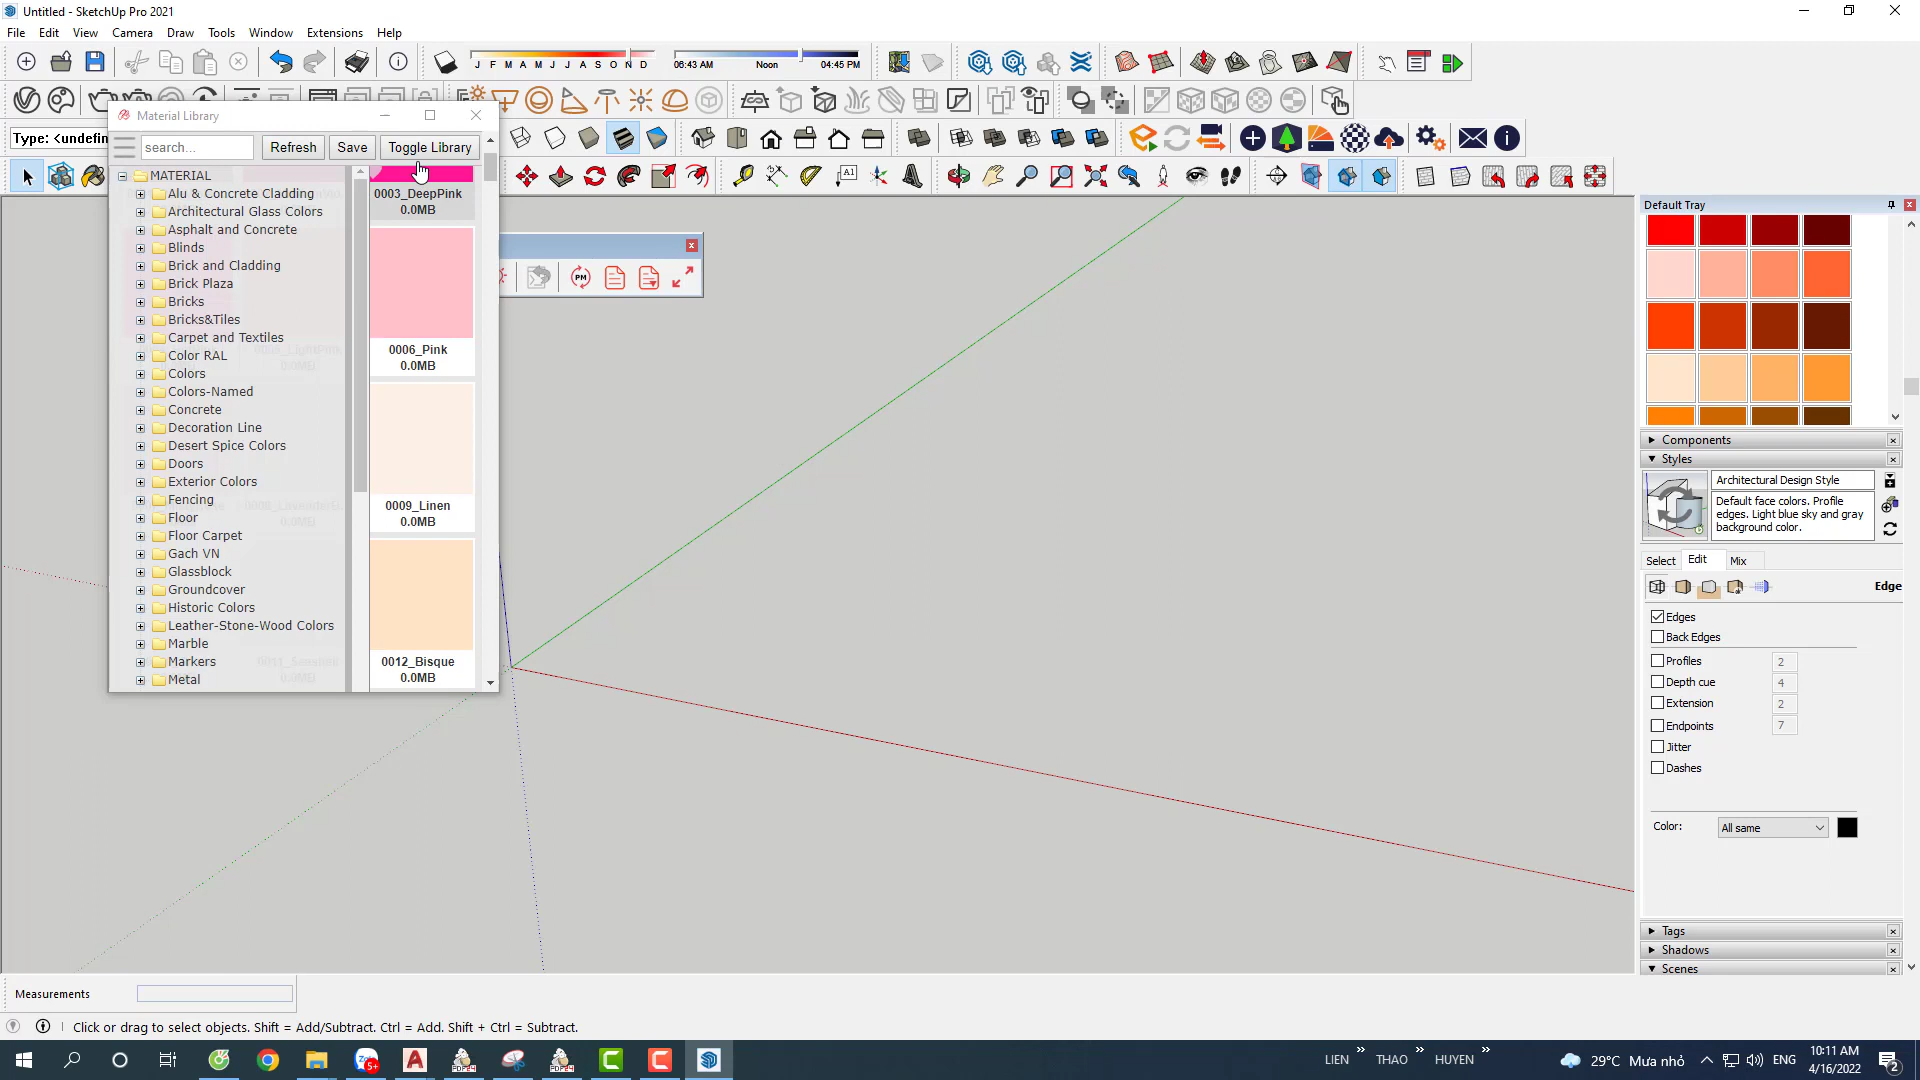 Untitled - SketchUp Pro 2021
File Edit View Camera Draw Tools Window Extensions Help
J F M A M J J A S O N D
06:43 AM Noon 04:45 PM
Material Library
Type: <undefin
search...
Refresh
Save
Toggle Library
A1
MATERIAL
Alu & Concrete Cladding
Architectural Glass Colors
Asphalt and Concrete
Blinds
Brick and Cladding
Brick Plaza
Bricks
Bricks&Tiles
Carpet and Textiles
Color RAL
Colors
Colors-Named
Concrete
Decoration Line
Desert Spice Colors
Doors
Exterior Colors
Fencing
Floor
Floor Carpet
Gach VN
Glassblock
Groundcover
Historic Colors
Leather-Stone-Wood Colors
Marble
Markers
Metal
0003_DeepPink
0.0MB
0006_Pink
0.0MB
0009_Linen
0.0MB
0012_Bisque
0.0MB
PM
Default Tray
Components
Styles
Architectural Design Style
Default face colors. Profile
edges. Light blue sky and gray
background color.
Select Edit Mix
Edge
Edges
Back Edges
Profiles 2
Depth cue 4
Extension 2
Endpoints 7
Jitter
Dashes
Color: All same
Tags
Shadows
Scenes
Measurements
Click or drag to select objects. Shift = Add/Subtract. Ctrl = Add. Shift + Ctrl = Subtract.
5+
LIEN » THAO » HUYEN »
29°C Mưa nhỏ
ENG
10:11 AM
4/16/2022
2